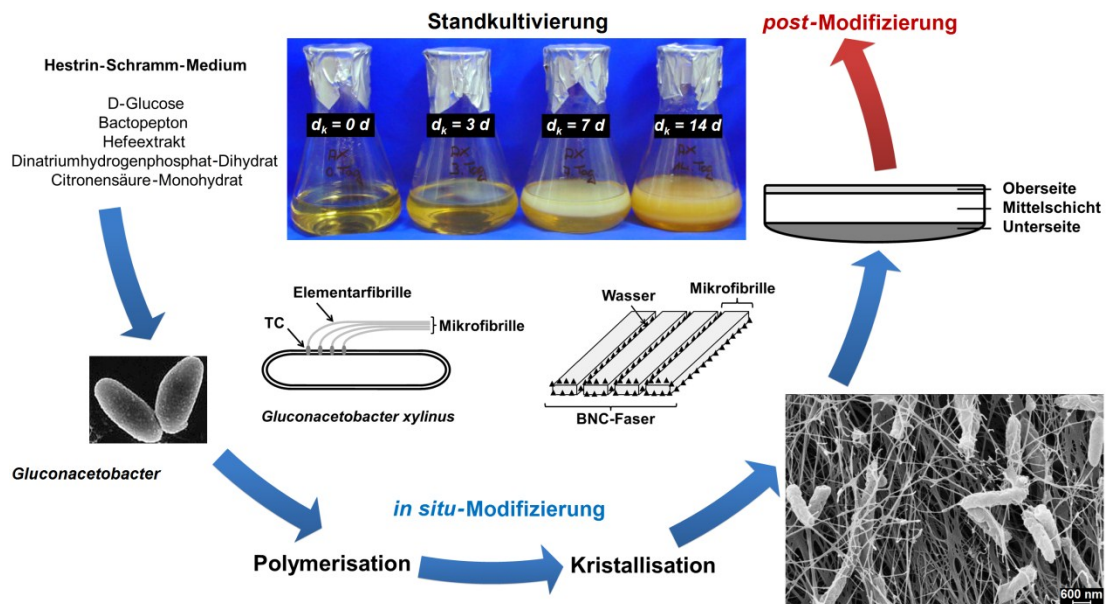 Standkultivierung
post-Modifizierung
Hestrin-Schramm-Medium
D-Glucose
Bactopepton
Hefeextrakt
Dinatriumhydrogenphosphat-Dihydrat
Citronensäure-Monohydrat
d_k = 0 d
d_k = 3 d
d_k = 7 d
d_k = 14 d
Oberseite
Mittelschicht
Unterseite
Elementarfibrille
TC
Mikrofibrille
Gluconacetobacter xylinus
Wasser
Mikrofibrille
BNC-Faser
Gluconacetobacter
in situ-Modifizierung
Polymerisation
Kristallisation
600 nm